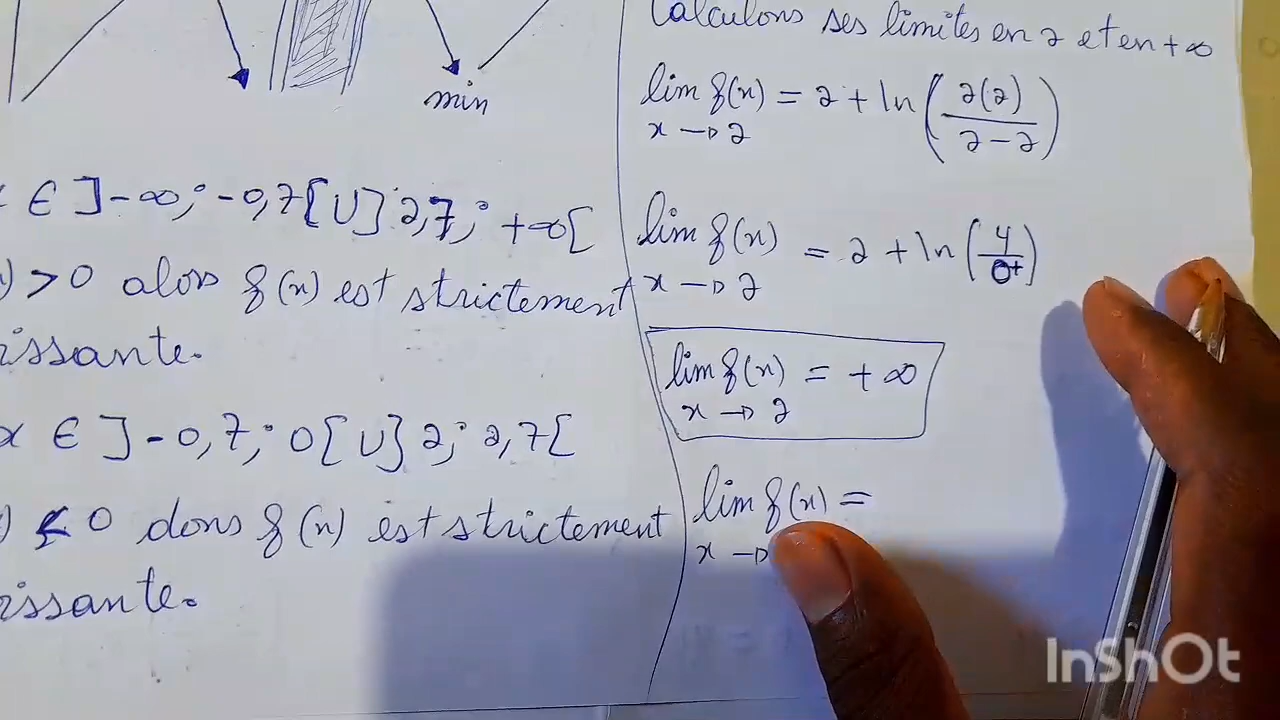 min
€ ]-∞; -0,7[ U ] 2,7; +∞[
) > 0 alors f(x) est strictement
issante.
x € ]-0,7; 0[ U ] 2; 2,7[
) < 0 dons f(x) est strictement
issante.
Calculons ses limites en 2 et en +∞
lim f(x) = 2 + ln (2(2)/2-2)
x → 2
lim f(x) = 2 + ln (4/0+)
x → 2
lim f(x) = +∞
x → 2
lim f(x) =
x →
InShOt